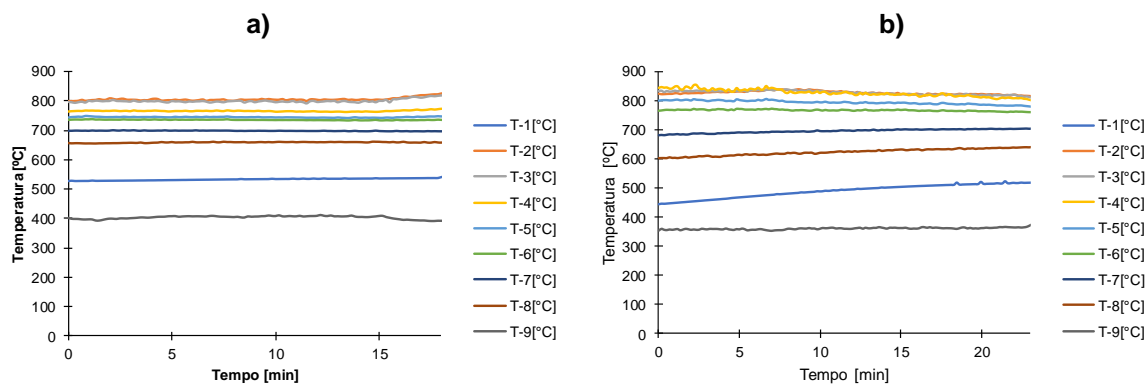 a)
900
800
700
600
500
400
300
200
100
0
Temperatura [ºC]
0 5 10 15
Tempo [min]
T-1[°C]
T-2[°C]
T-3[°C]
T-4[°C]
T-5[°C]
T-6[°C]
T-7[°C]
T-8[°C]
T-9[°C]
b)
900
800
700
600
500
400
300
200
100
0
Temperatura [ºC]
0 5 10 15 20
Tempo [min]
T-1[°C]
T-2[°C]
T-3[°C]
T-4[°C]
T-5[°C]
T-6[°C]
T-7[°C]
T-8[°C]
T-9[°C]